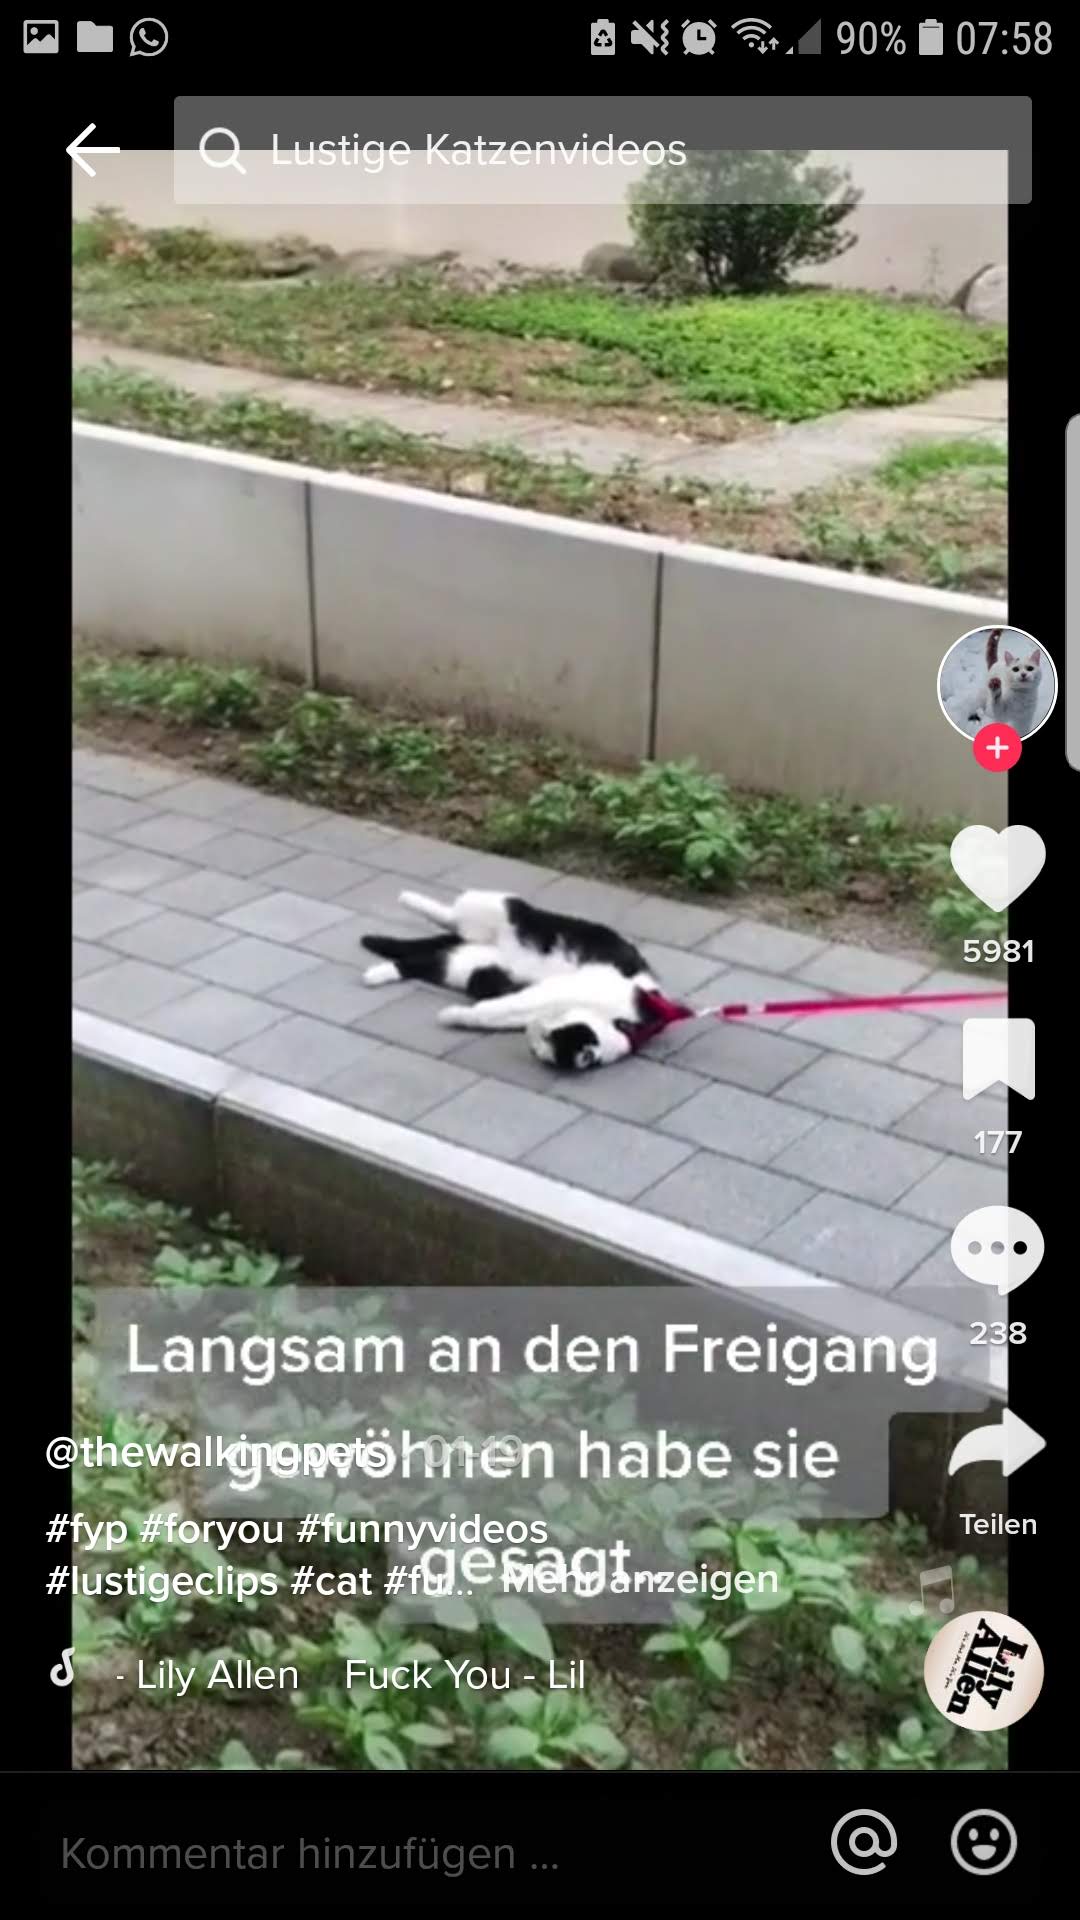 90% 07:58
Lustige Katzenvideos
5981
177
238
Langsam an den Freigang
gewöhnen habe sie
gesagt...
@thewalkingpets · 01-19
#fyp #foryou #funnyvideos
#lustigeclips #cat #fu... Mehr anzeigen
Teilen
- Lily Allen Fuck You - Lil
Lily
Allen
Kommentar hinzufügen ...